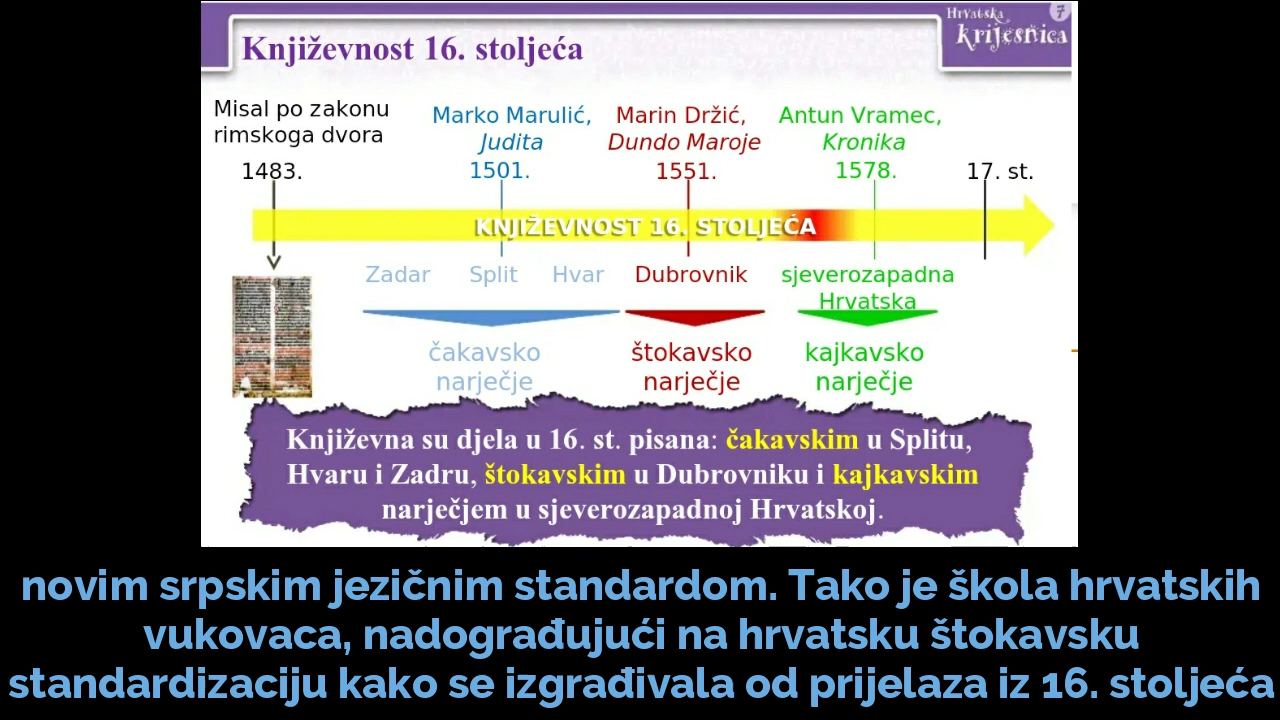 Hrvatska
krijesnica
7
Književnost 16. stoljeća
Misal po zakonu
rimskoga dvora
1483.
Marko Marulić,
Judita
1501.
Marin Držić,
Dundo Maroje
1551.
Antun Vramec,
Kronika
1578.
17. st.
KNJIŽEVNOST 16. STOLJEĆA
Zadar Split Hvar
Dubrovnik
sjeverozapadna
Hrvatska
čakavsko
narječje
štokavsko
narječje
kajkavsko
narječje
Književna su djela u 16. st. pisana: čakavskim u Splitu,
Hvaru i Zadru, štokavskim u Dubrovniku i kajkavskim
narječjem u sjeverozapadnoj Hrvatskoj.
novim srpskim jezičnim standardom. Tako je škola hrvatskih
vukovaca, nadograđujući na hrvatsku štokavsku
standardizaciju kako se izgrađivala od prijelaza iz 16. stoljeća